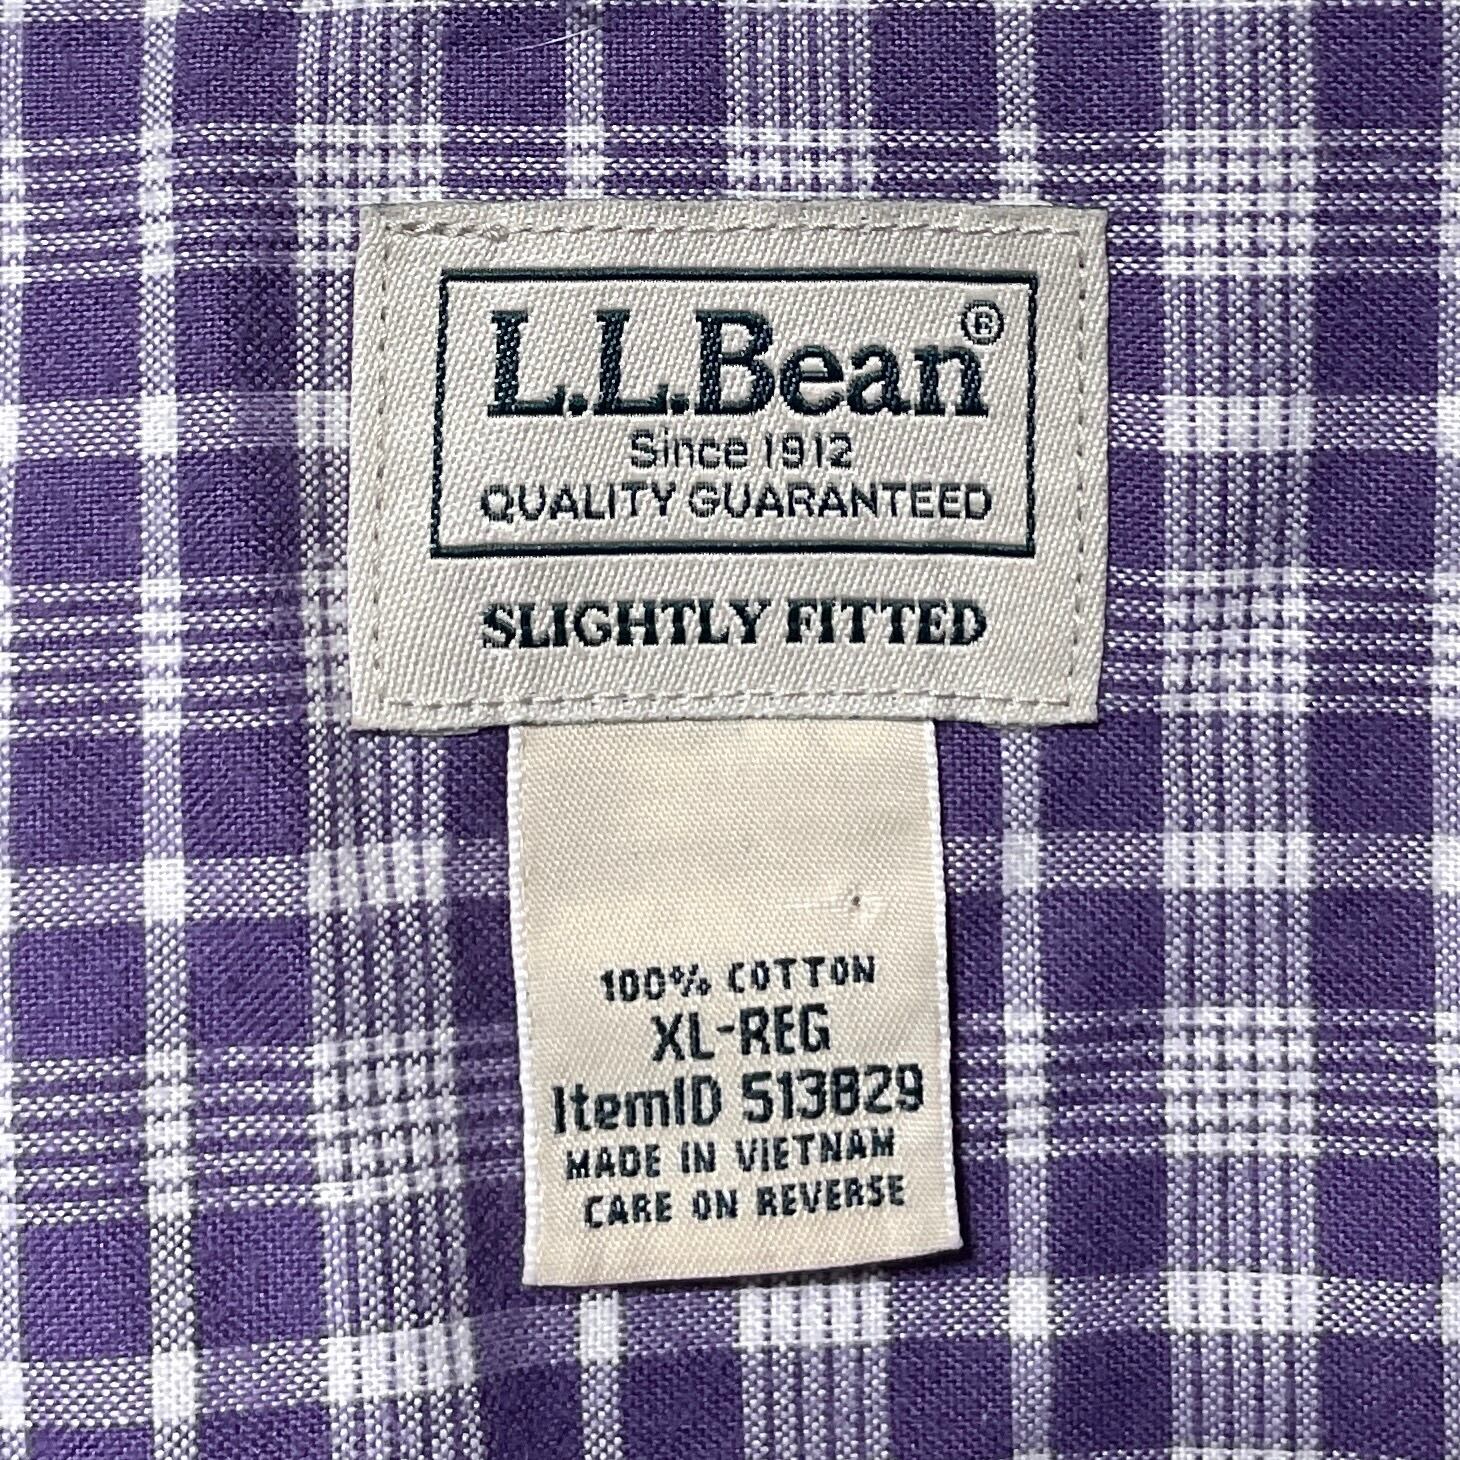 L.L.Bean®
Since 1912
QUALITY GUARANTEED
SLIGHTLY FITTED
100% COTTON
XL-REG
ItemID 513829
MADE IN VIETNAM
CARE ON REVERSE